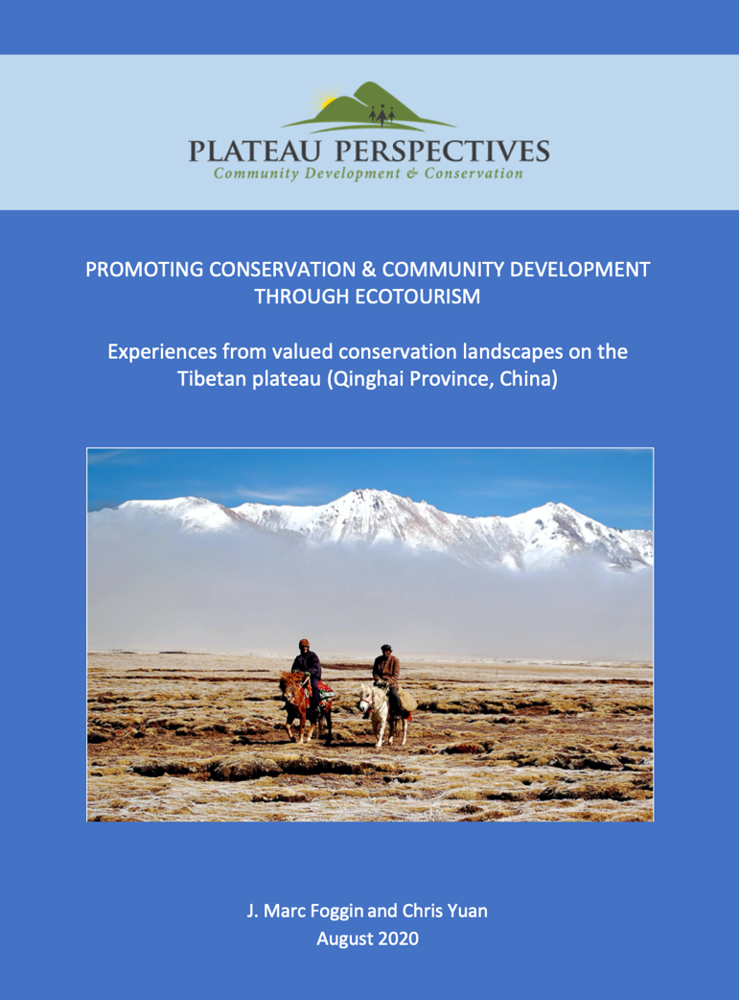 PLATEAU PERSPECTIVES
Community Development & Conservation
PROMOTING CONSERVATION & COMMUNITY DEVELOPMENT
THROUGH ECOTOURISM
Experiences from valued conservation landscapes on the
Tibetan plateau (Qinghai Province, China)
J. Marc Foggin and Chris Yuan
August 2020